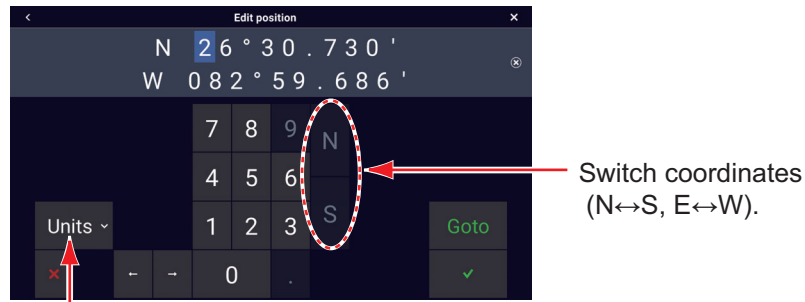 < Edit position ×
N 26°30.730'
W 082°59.686'
7 8 9 N
4 5 6
Units 1 2 3 S Goto
← → 0 .
Switch coordinates
(N↔S, E↔W).